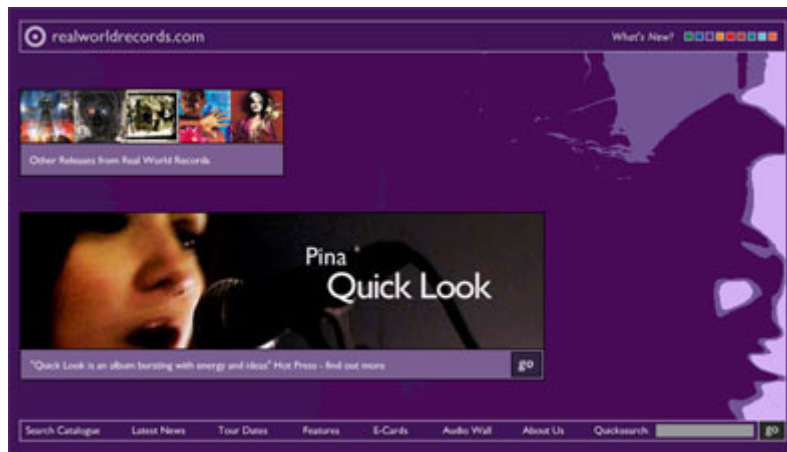 realworldrecords.com
What's New?
Other Releases from Real World Records
Pina
Quick Look
"Quick Look is an album bursting with energy and ideas" Hot Press - find out more
go
Search Catalogue Latest News Tour Dates Features E-Cards Audio Wall About Us Quicksearch: go